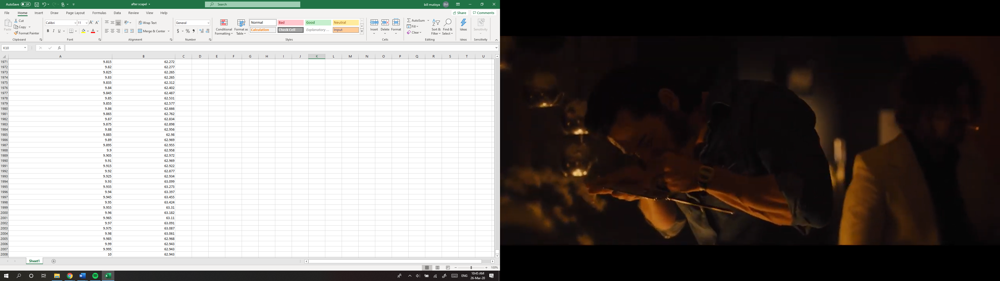 AutoSave Off after scapel Search bill mutisya BM
File Home Insert Draw Page Layout Formulas Data Review View Help Share Comments
Paste Cut Copy Format Painter Clipboard
Calibri 11 B I U Font
Wrap Text Merge & Center Alignment
General $ % Number
Conditional Formatting Format as Table
Normal Bad Good Neutral
Calculation Check Cell Explanatory ... Input
Styles
Insert Delete Format Cells
AutoSum Fill Clear Sort & Filter Find & Select Editing
Ideas Ideas
Sensitivity Sensitivity
K10 fx
A B C D E F G H I J K L M N O P Q R S T U
1971 9.815 62.272
1972 9.82 62.277
1973 9.825 62.265
1974 9.83 62.265
1975 9.835 62.312
1976 9.84 62.402
1977 9.845 62.487
1978 9.85 62.531
1979 9.855 62.577
1980 9.86 62.666
1981 9.865 62.762
1982 9.87 62.834
1983 9.875 62.898
1984 9.88 62.956
1985 9.885 62.98
1986 9.89 62.969
1987 9.895 62.955
1988 9.9 62.958
1989 9.905 62.972
1990 9.91 62.969
1991 9.915 62.922
1992 9.92 62.877
1993 9.925 62.934
1994 9.93 63.099
1995 9.935 63.273
1996 9.94 63.397
1997 9.945 63.455
1998 9.95 63.424
1999 9.955 63.31
2000 9.96 63.182
2001 9.965 63.11
2002 9.97 63.091
2003 9.975 63.087
2004 9.98 63.061
2005 9.985 62.968
2006 9.99 62.943
2007 9.995 62.943
2008 10 62.943
Sheet1
100%
ENG 10:45 AM
26-Mar-20